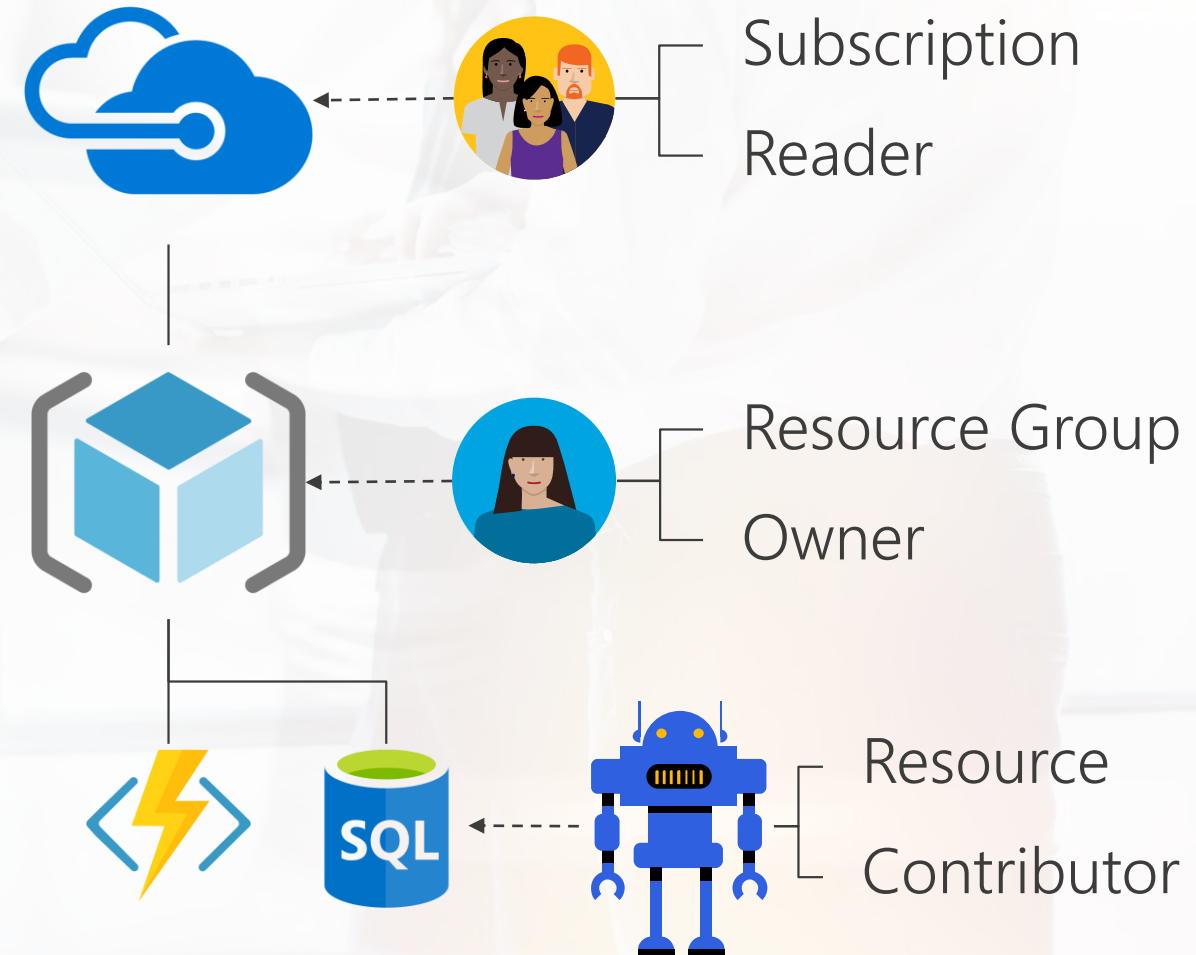 Subscription
Reader
Resource Group
Owner
SQL
Resource
Contributor